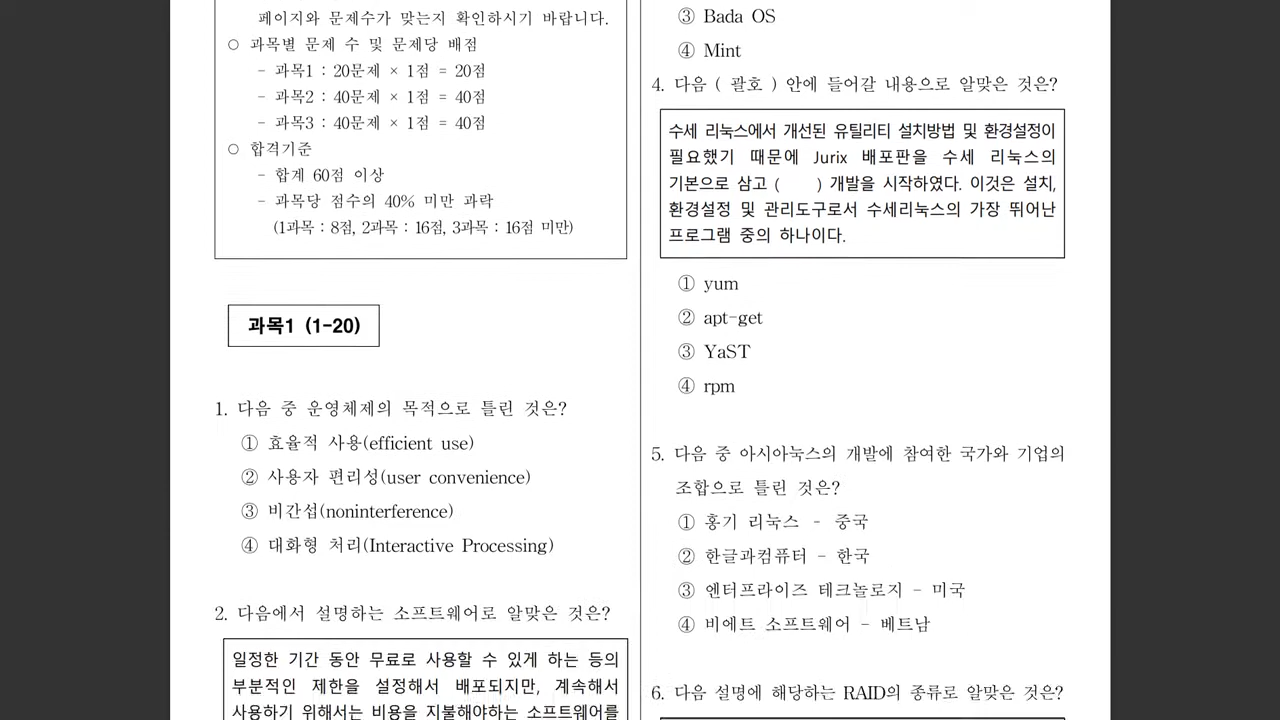 페이지와 문제수가 맞는지 확인하시기 바랍니다.
○ 과목별 문제 수 및 문제당 배점
- 과목1 : 20문제 × 1점 = 20점
- 과목2 : 40문제 × 1점 = 40점
- 과목3 : 40문제 × 1점 = 40점
○ 합격기준
- 합계 60점 이상
- 과목당 점수의 40% 미만 과락
(1과목 : 8점, 2과목 : 16점, 3과목 : 16점 미만)
과목1 (1-20)
1. 다음 중 운영체제의 목적으로 틀린 것은?
① 효율적 사용(efficient use)
② 사용자 편리성(user convenience)
③ 비간섭(noninterference)
④ 대화형 처리(Interactive Processing)
2. 다음에서 설명하는 소프트웨어로 알맞은 것은?
일정한 기간 동안 무료로 사용할 수 있게 하는 등의
부분적인 제한을 설정해서 배포되지만, 계속해서
사용하기 위해서는 비용을 지불해야하는 소프트웨어를
③ Bada OS
④ Mint
4. 다음 ( 괄호 ) 안에 들어갈 내용으로 알맞은 것은?
수세 리눅스에서 개선된 유틸리티 설치방법 및 환경설정이
필요했기 때문에 Jurix 배포판을 수세 리눅스의
기본으로 삼고 ( ) 개발을 시작하였다. 이것은 설치,
환경설정 및 관리도구로서 수세리눅스의 가장 뛰어난
프로그램 중의 하나이다.
① yum
② apt-get
③ YaST
④ rpm
5. 다음 중 아시아눅스의 개발에 참여한 국가와 기업의
조합으로 틀린 것은?
① 홍기 리눅스 - 중국
② 한글과컴퓨터 - 한국
③ 엔터프라이즈 테크놀로지 - 미국
④ 비에트 소프트웨어 - 베트남
6. 다음 설명에 해당하는 RAID의 종류로 알맞은 것은?